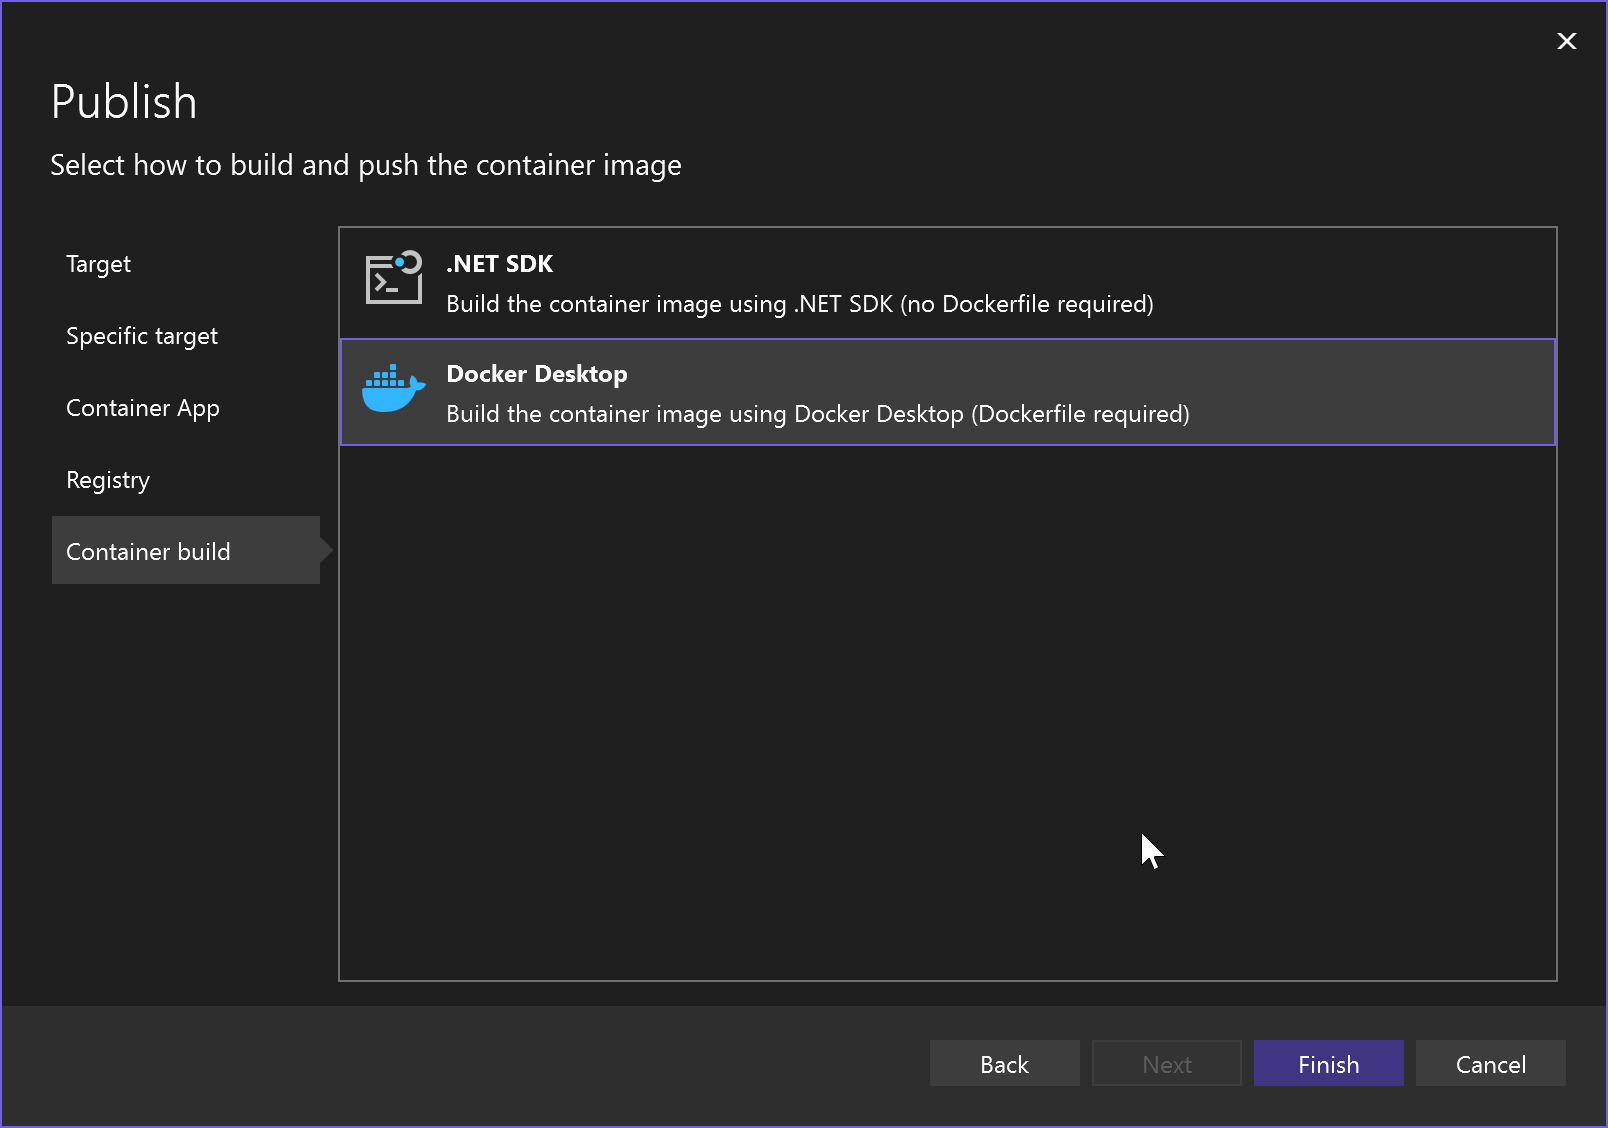 Publish
Select how to build and push the container image
Target
Specific target
Container App
Registry
Container build
.NET SDK
Build the container image using .NET SDK (no Dockerfile required)
Docker Desktop
Build the container image using Docker Desktop (Dockerfile required)
Back
Next
Finish
Cancel